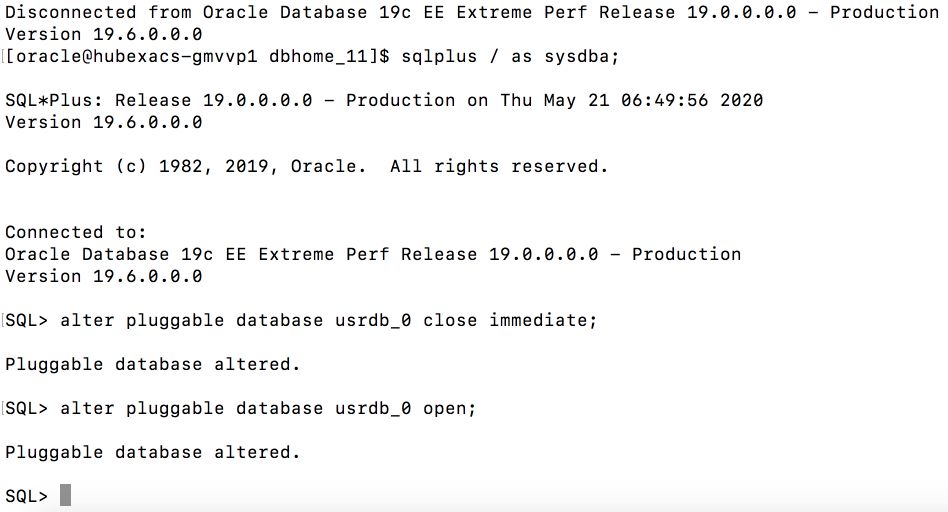 Disconnected from Oracle Database 19c EE Extreme Perf Release 19.0.0.0.0 – Production
Version 19.6.0.0.0
[[oracle@hubexacs-gmvvp1 dbhome_11]$ sqlplus / as sysdba;
SQL*Plus: Release 19.0.0.0.0 – Production on Thu May 21 06:49:56 2020
Version 19.6.0.0.0
Copyright (c) 1982, 2019, Oracle.  All rights reserved.
Connected to:
Oracle Database 19c EE Extreme Perf Release 19.0.0.0.0 – Production
Version 19.6.0.0.0
[SQL> alter pluggable database usrdb_0 close immediate;
Pluggable database altered.
[SQL> alter pluggable database usrdb_0 open;
Pluggable database altered.
SQL>